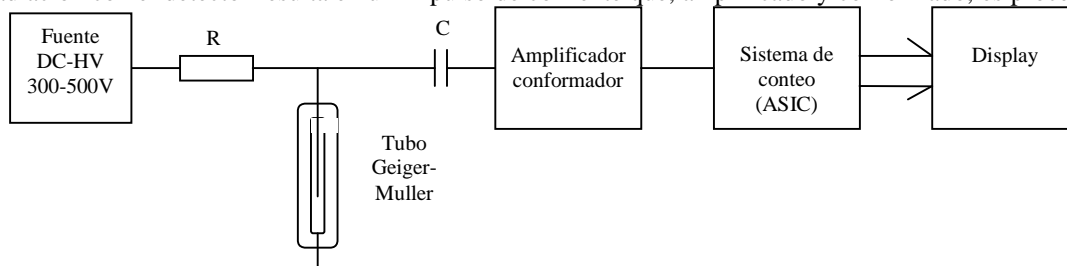 Fuente
DC-HV
300-500V
R
C
Amplificador
conformador
Sistema de
conteo
(ASIC)
Display
Tubo
Geiger-
Muller